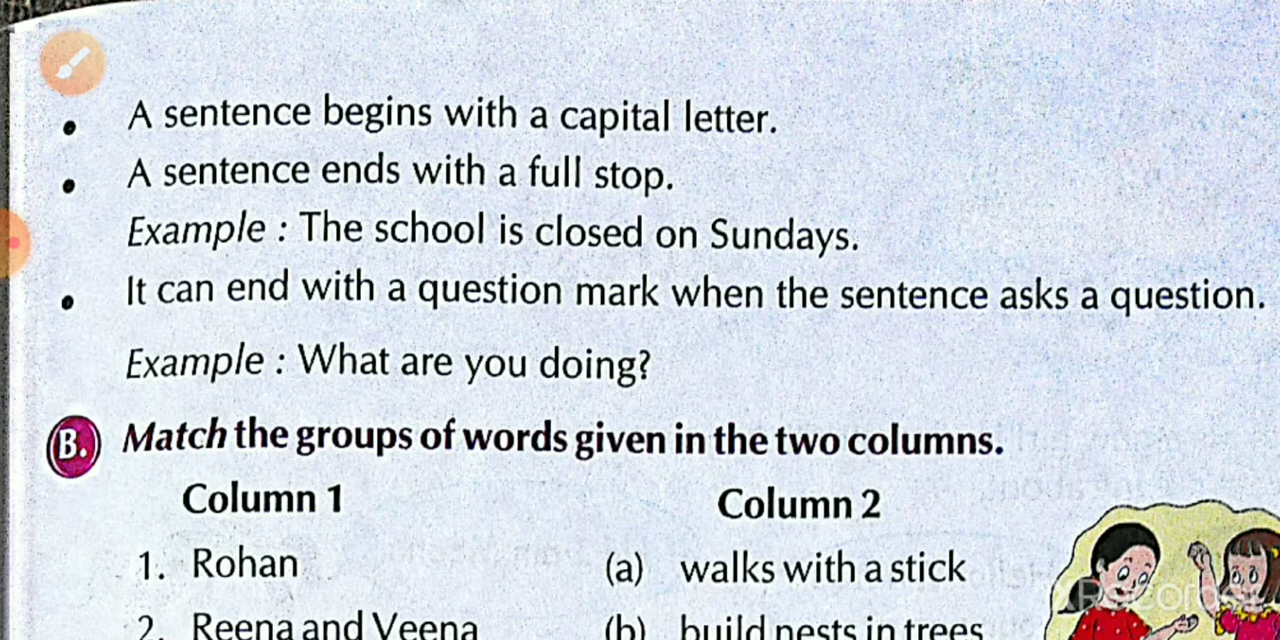 A sentence begins with a capital letter.
A sentence ends with a full stop.
Example : The school is closed on Sundays.
It can end with a question mark when the sentence asks a question.
Example : What are you doing?
B. Match the groups of words given in the two columns.
Column 1 Column 2
1. Rohan (a) walks with a stick
2. Reena and Veena (b) build nests in trees